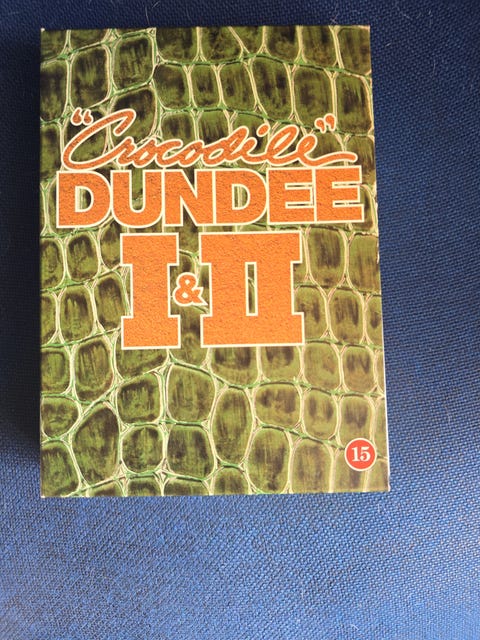 "Crocodile"
DUNDEE
I & II
15